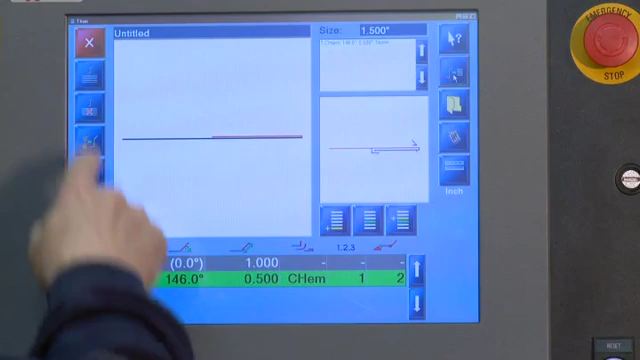 Untitled
Size: 1.500"
EMERGENCY
STOP
Inch
1.2.3
(0.0°) 1.000 - - -
146.0° 0.500 CHem 1 2
RESET